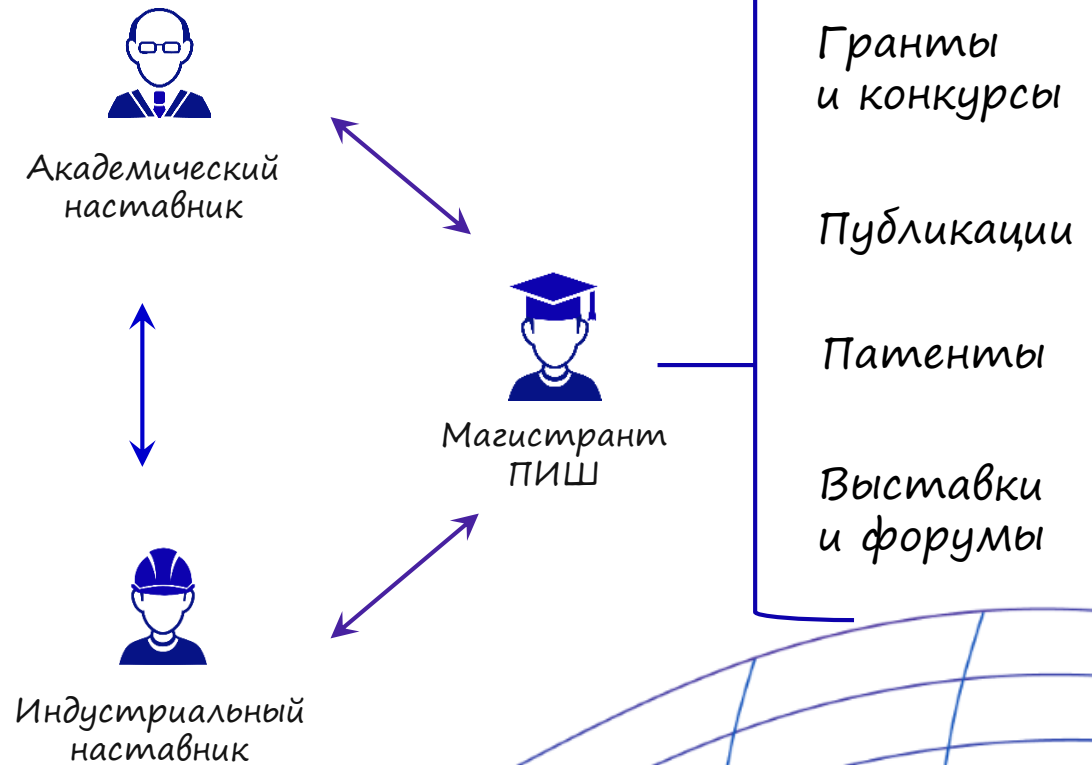 Академический
наставник
Магистрант
ПИШ
Индустриальный
наставник
Гранты
и конкурсы
Публикации
Патенты
Выставки
и форумы